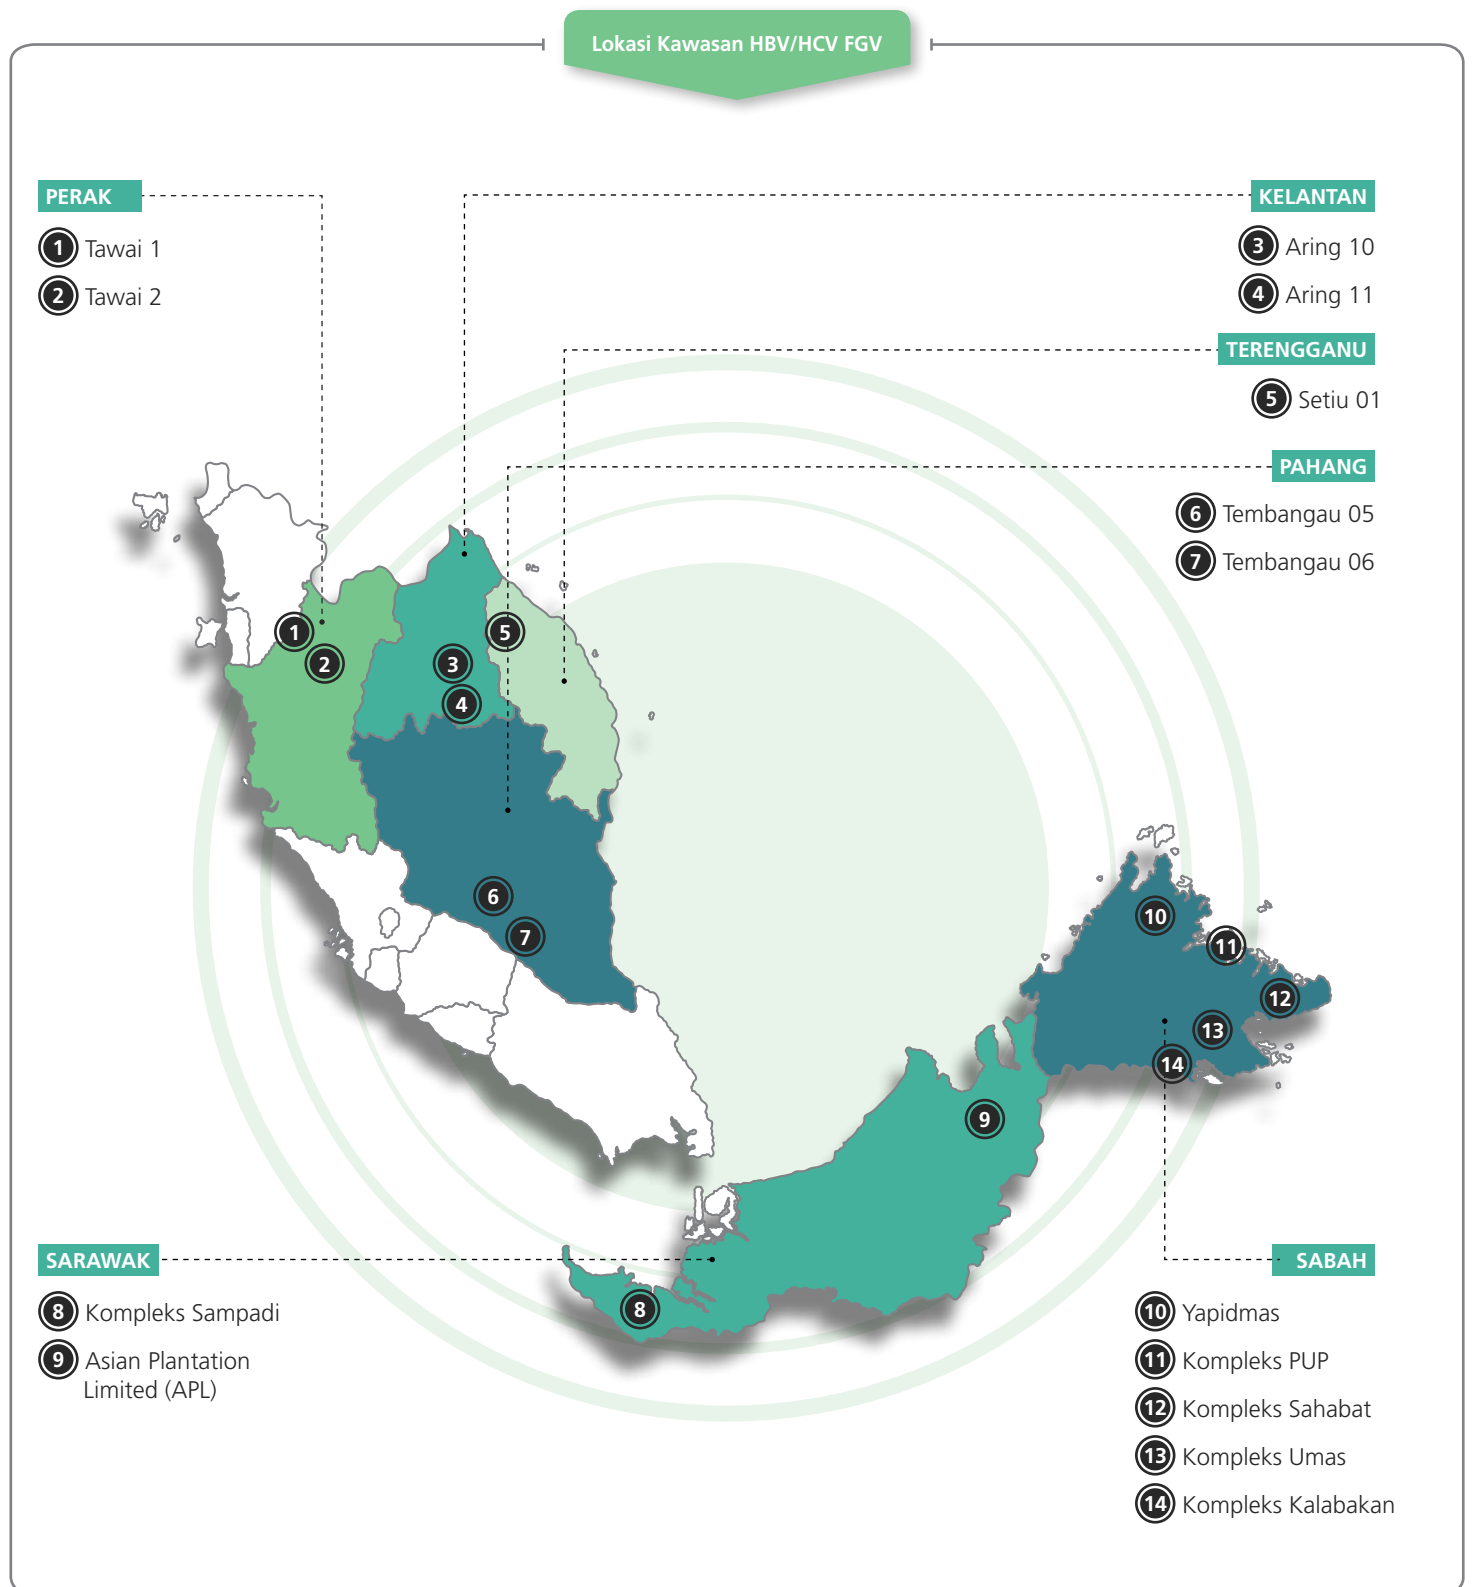 Lokasi Kawasan HBV/HCV FGV
PERAK
1 Tawai 1
2 Tawai 2
KELANTAN
3 Aring 10
4 Aring 11
TERENGGANU
5 Setiu 01
PAHANG
6 Tembangau 05
7 Tembangau 06
1
2
3
4
5
6
7
10
11
12
13
14
9
8
SARAWAK
8 Kompleks Sampadi
9 Asian Plantation
Limited (APL)
SABAH
10 Yapidmas
11 Kompleks PUP
12 Kompleks Sahabat
13 Kompleks Umas
14 Kompleks Kalabakan